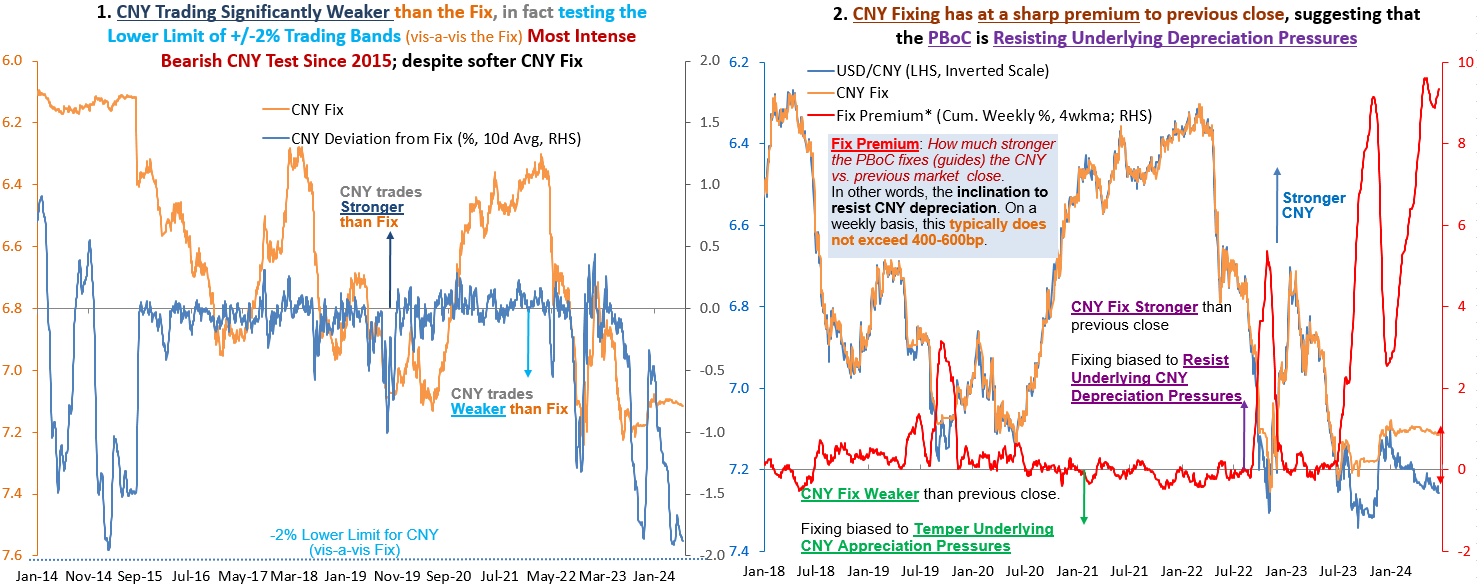 1. CNY Trading Significantly Weaker than the Fix, in fact testing the
Lower Limit of +/-2% Trading Bands (vis-a-vis the Fix) Most Intense
Bearish CNY Test Since 2015; despite softer CNY Fix
6.0
6.2
6.4
6.6
6.8
7.0
7.2
7.4
7.6
2.0
1.5
1.0
0.5
0.0
-0.5
-1.0
-1.5
-2.0
CNY Fix
CNY Deviation from Fix (%, 10d Avg, RHS)
CNY trades
Stronger
than Fix
CNY trades
Weaker than Fix
-2% Lower Limit for CNY
(vis-a-vis Fix)
Jan-14 Nov-14 Sep-15 Jul-16 May-17 Mar-18 Jan-19 Nov-19 Sep-20 Jul-21 May-22 Mar-23 Jan-24
2. CNY Fixing has at a sharp premium to previous close, suggesting that
the PBoC is Resisting Underlying Depreciation Pressures
6.2
6.4
6.6
6.8
7.0
7.2
7.4
10
8
6
4
2
0
-2
USD/CNY (LHS, Inverted Scale)
CNY Fix
Fix Premium* (Cum. Weekly %, 4wkma; RHS)
Fix Premium: How much stronger
the PBoC fixes (guides) the CNY
vs. previous market close.
In other words, the inclination to
resist CNY depreciation. On a
weekly basis, this typically does
not exceed 400-600bp.
Stronger
CNY
CNY Fix Stronger than
previous close
Fixing biased to Resist
Underlying CNY
Depreciation Pressures
CNY Fix Weaker than previous close.
Fixing biased to Temper Underlying
CNY Appreciation Pressures
Jan-18 Jul-18 Jan-19 Jul-19 Jan-20 Jul-20 Jan-21 Jul-21 Jan-22 Jul-22 Jan-23 Jul-23 Jan-24